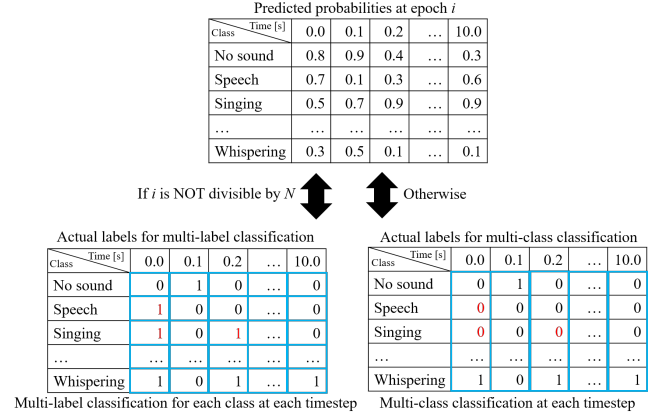 Predicted probabilities at epoch i
Class Time [s] 0.0 0.1 0.2 … 10.0
No sound 0.8 0.9 0.4 … 0.3
Speech 0.7 0.1 0.3 … 0.6
Singing 0.5 0.7 0.9 … 0.9
… … … … …
Whispering 0.3 0.5 0.1 … 0.1
If i is NOT divisible by N
Otherwise
Actual labels for multi-label classification
Class Time [s] 0.0 0.1 0.2 … 10.0
No sound 0 1 0 … 0
Speech 1 0 0 … 0
Singing 1 0 1 … 0
… … … … … …
Whispering 1 0 1 … 1
Multi-label classification for each class at each timestep
Actual labels for multi-class classification
Class Time [s] 0.0 0.1 0.2 … 10.0
No sound 0 1 0 … 0
Speech 0 0 0 … 0
Singing 0 0 0 … 0
… … … … … …
Whispering 1 0 1 … 1
Multi-class classification at each timestep